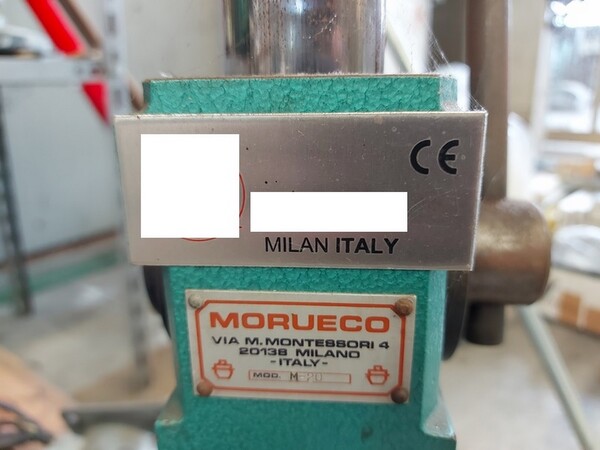 CE
MILAN ITALY
MORUECO
VIA M. MONTESSORI 4
20138 MILANO
-ITALY-
MOD.